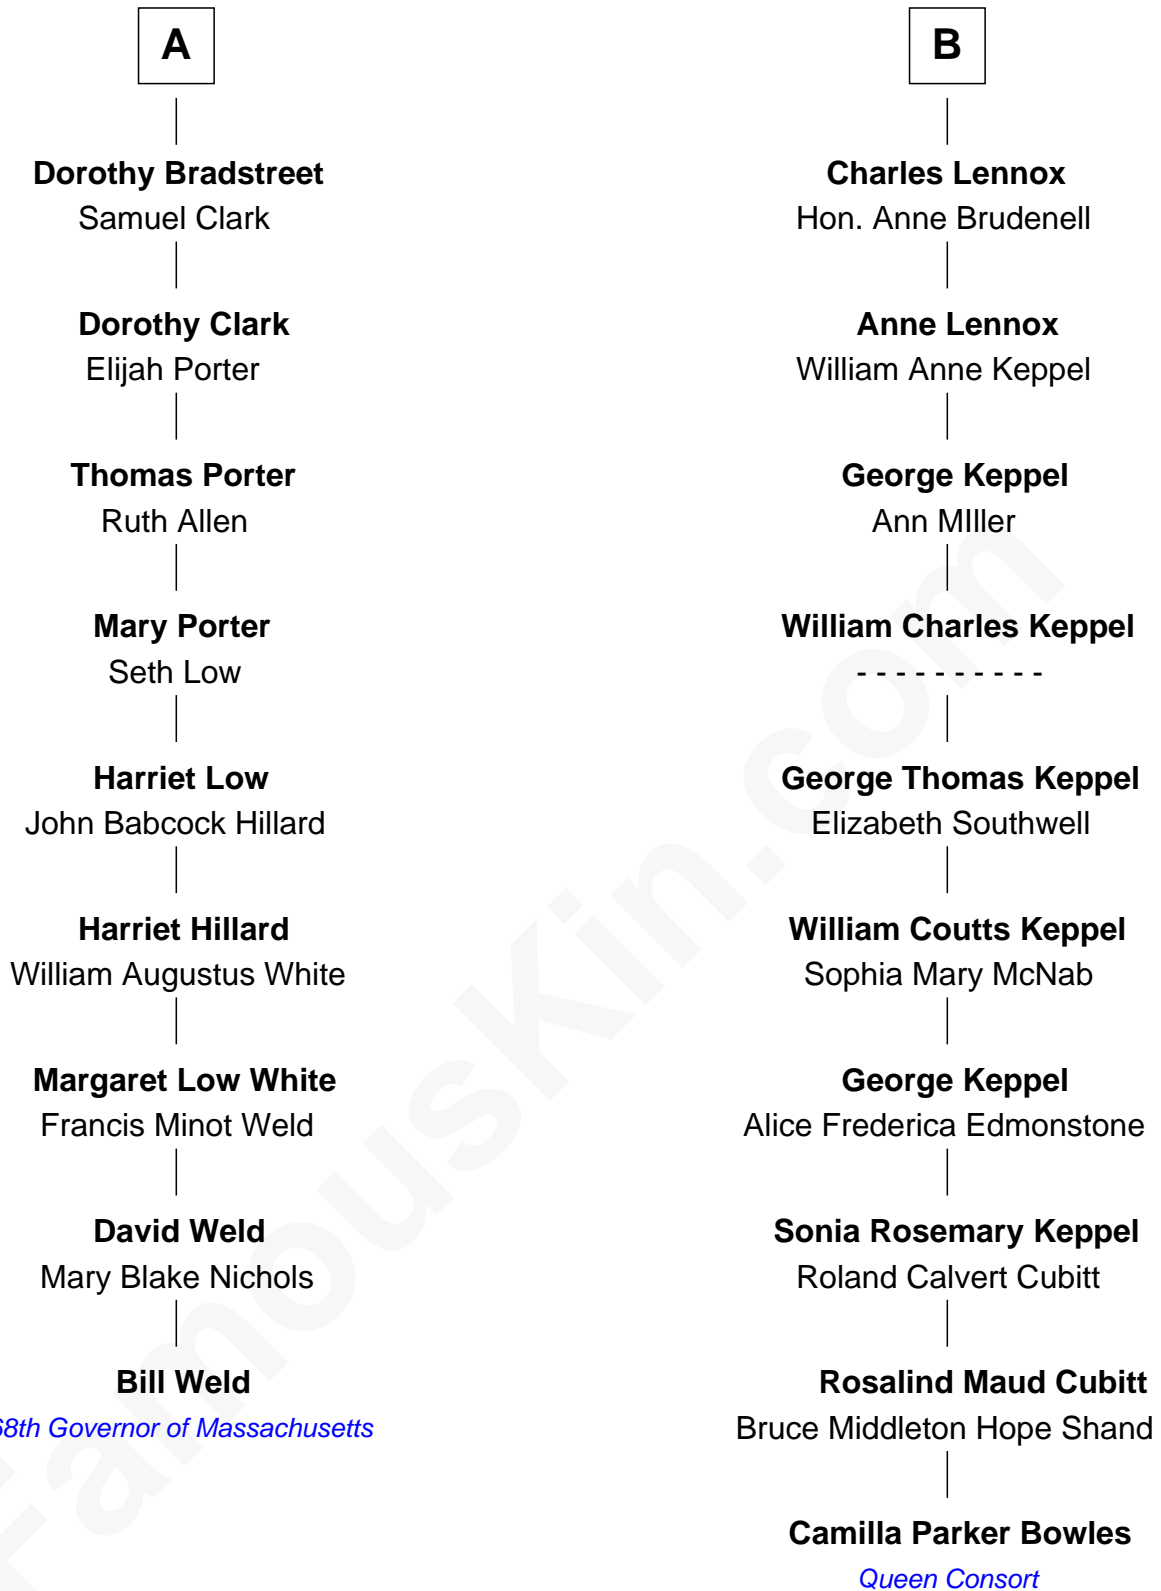 A
Dorothy Bradstreet
Samuel Clark
Dorothy Clark
Elijah Porter
Thomas Porter
Ruth Allen
Mary Porter
Seth Low
Harriet Low
John Babcock Hillard
Harriet Hillard
William Augustus White
Margaret Low White
Francis Minot Weld
David Weld
Mary Blake Nichols
Bill Weld
68th Governor of Massachusetts
B
Charles Lennox
Hon. Anne Brudenell
Anne Lennox
William Anne Keppel
George Keppel
Ann MIller
William Charles Keppel
- - - - - - - - - -
George Thomas Keppel
Elizabeth Southwell
William Coutts Keppel
Sophia Mary McNab
George Keppel
Alice Frederica Edmonstone
Sonia Rosemary Keppel
Roland Calvert Cubitt
Rosalind Maud Cubitt
Bruce Middleton Hope Shand
Camilla Parker Bowles
Queen Consort
FamousKin.com